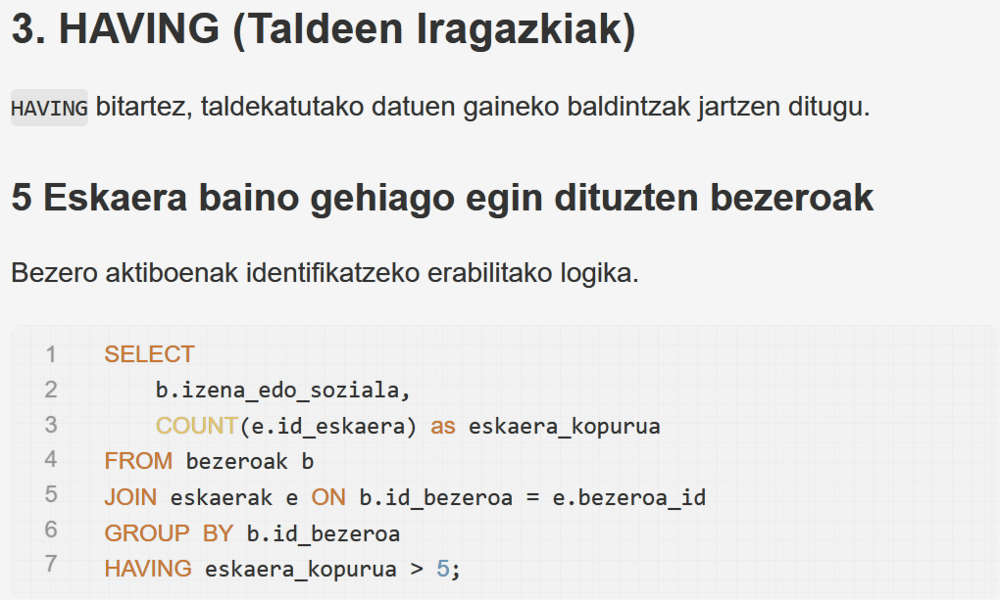 3. HAVING (Taldeen Iragazkiak)
HAVING bitartez, taldekatutako datuen gaineko baldintzak jartzen ditugu.
5 Eskaera baino gehiago egin dituzten bezeroak
Bezero aktiboenak identifikatzeko erabilitako logika.
1 SELECT
2 b.izena_edo_soziala,
3 COUNT(e.id_eskaera) as eskaera_kopurua
4 FROM bezeroak b
5 JOIN eskaerak e ON b.id_bezeroa = e.bezeroa_id
6 GROUP BY b.id_bezeroa
7 HAVING eskaera_kopurua > 5;